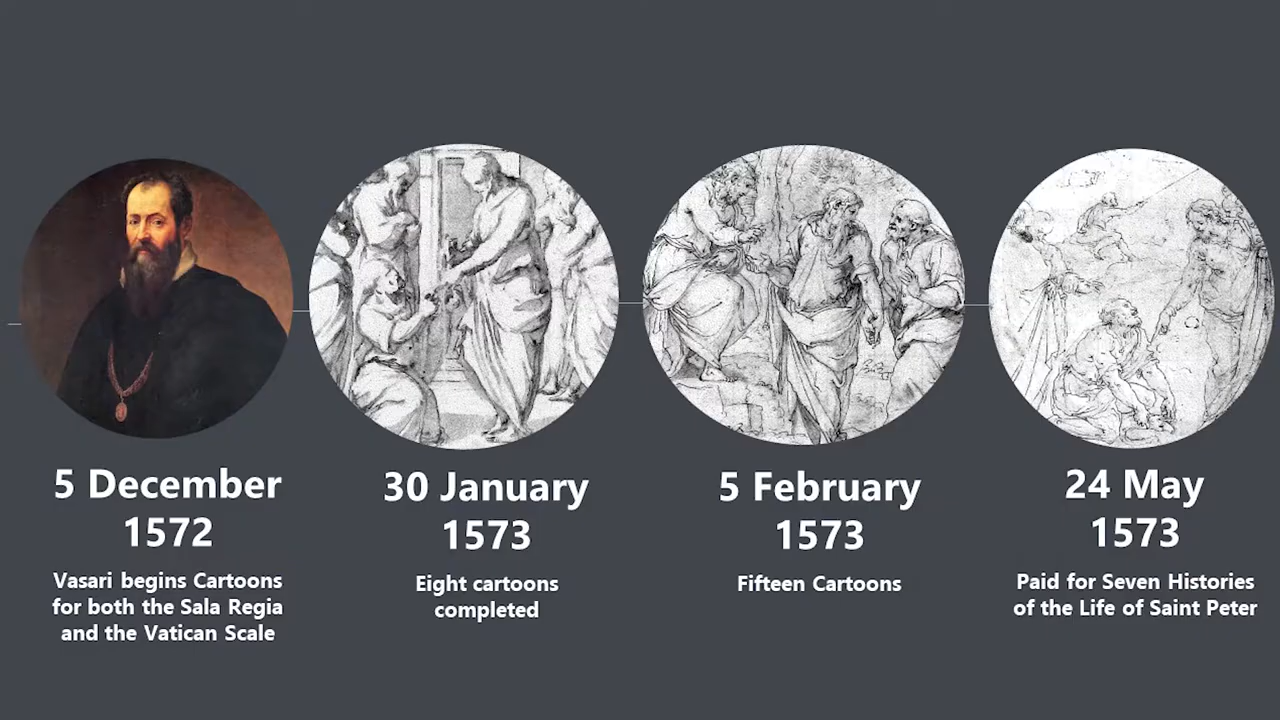 5 December
1572
Vasari begins Cartoons
for both the Sala Regia
and the Vatican Scale
30 January
1573
Eight cartoons
completed
5 February
1573
Fifteen Cartoons
24 May
1573
Paid for Seven Histories
of the Life of Saint Peter